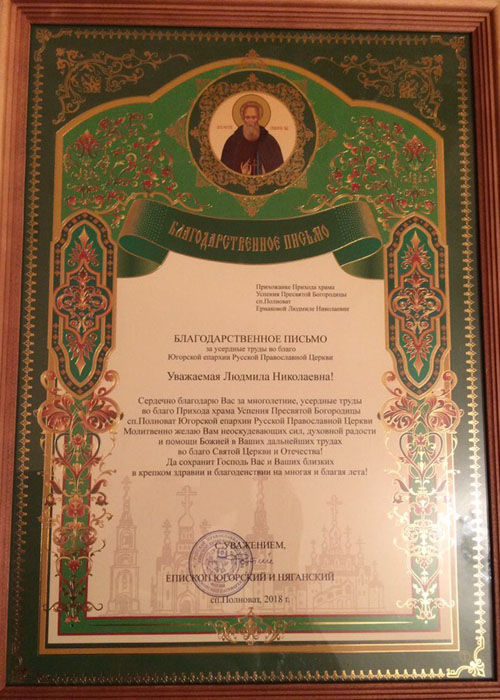 БЛАГОДАРСТВЕННОЕ ПИСЬМО
Прихожанке Прихода храма
Успения Пресвятой Богородицы
сп.Полноват
Ермаковой Людмиле Николаевне
БЛАГОДАРСТВЕННОЕ ПИСЬМО
за усердные труды во благо
Югорской епархии Русской Православной Церкви
Уважаемая Людмила Николаевна!
Сердечно благодарю Вас за многолетние, усердные труды
во благо Прихода храма Успения Пресвятой Богородицы
сп.Полноват Югорской епархии Русской Православной Церкви
Молитвенно желаю Вам неоскудевающих сил, духовной радости
и помощи Божией в Ваших дальнейших трудах
во благо Святой Церкви и Отечества!
Да сохранит Господь Вас и Ваших близких
в крепком здравии и благоденствии на многая и благая лета!
С УВАЖЕНИЕМ,
ЕПИСКОП ЮГОРСКИЙ И НЯГАНСКИЙ
сп.Полноват, 2018 г.